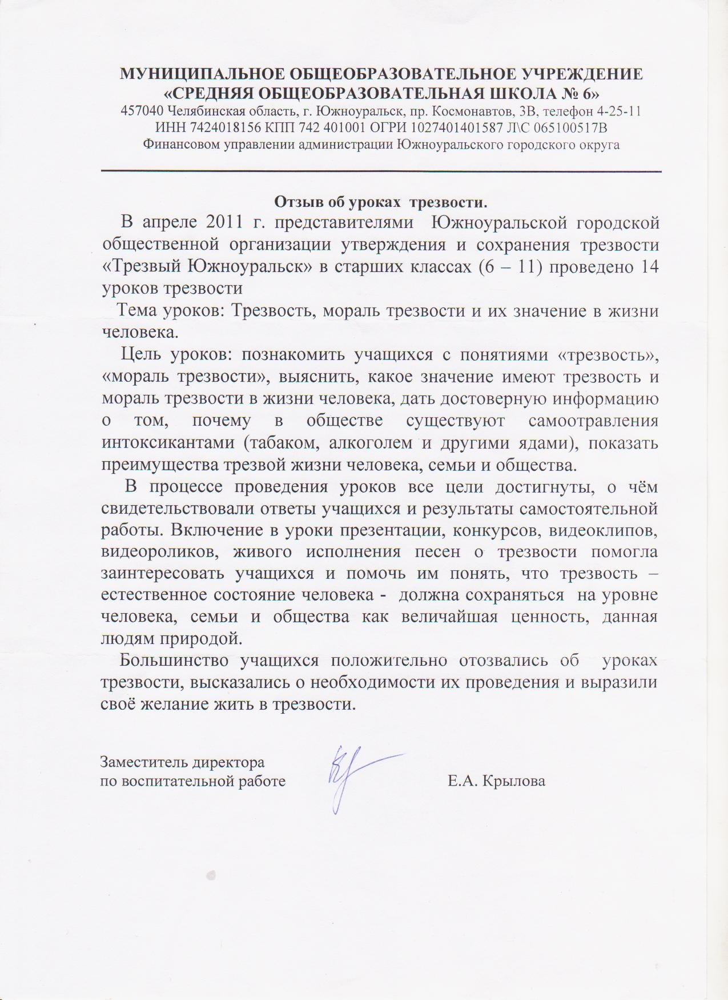 МУНИЦИПАЛЬНОЕ ОБЩЕОБРАЗОВАТЕЛЬНОЕ УЧРЕЖДЕНИЕ
«СРЕДНЯЯ ОБЩЕОБРАЗОВАТЕЛЬНАЯ ШКОЛА № 6»
457040 Челябинская область, г. Южноуральск, пр. Космонавтов, 3В, телефон 4-25-11
ИНН 7424018156 КПП 742 401001 ОГРИ 1027401401587 Л\С 065100517В
Финансовом управлении администрации Южноуральского городского округа
Отзыв об уроках трезвости.
В апреле 2011 г. представителями Южноуральской городской
общественной организации утверждения и сохранения трезвости
«Трезвый Южноуральск» в старших классах (6 – 11) проведено 14
уроков трезвости
Тема уроков: Трезвость, мораль трезвости и их значение в жизни
человека.
Цель уроков: познакомить учащихся с понятиями «трезвость»,
«мораль трезвости», выяснить, какое значение имеют трезвость и
мораль трезвости в жизни человека, дать достоверную информацию
о том, почему в обществе существуют самоотравления
интоксикантами (табаком, алкоголем и другими ядами), показать
преимущества трезвой жизни человека, семьи и общества.
В процессе проведения уроков все цели достигнуты, о чём
свидетельствовали ответы учащихся и результаты самостоятельной
работы. Включение в уроки презентации, конкурсов, видеоклипов,
видеороликов, живого исполнения песен о трезвости помогла
заинтересовать учащихся и помочь им понять, что трезвость –
естественное состояние человека - должна сохраняться на уровне
человека, семьи и общества как величайшая ценность, данная
людям природой.
Большинство учащихся положительно отозвались об уроках
трезвости, высказались о необходимости их проведения и выразили
своё желание жить в трезвости.
Заместитель директора
по воспитательной работе Е.А. Крылова